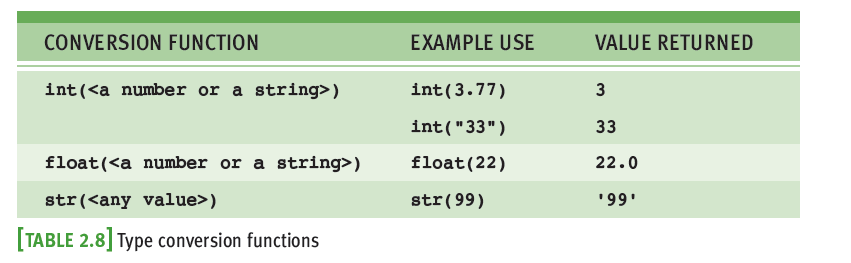 CONVERSION FUNCTION EXAMPLE USE VALUE RETURNED
int(<a number or a string>) int(3.77) 3
int("33") 33
float(<a number or a string>) float(22) 22.0
str(<any value>) str(99) '99'
[TABLE 2.8] Type conversion functions